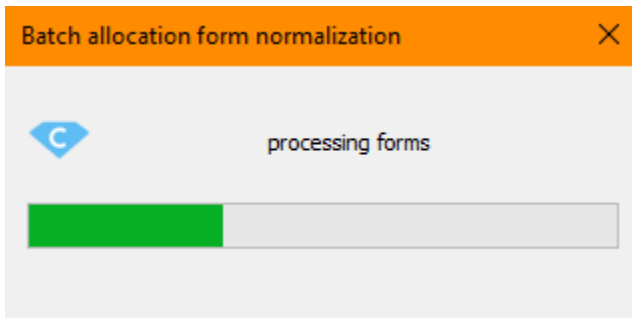 Batch allocation form normalization
C
processing forms